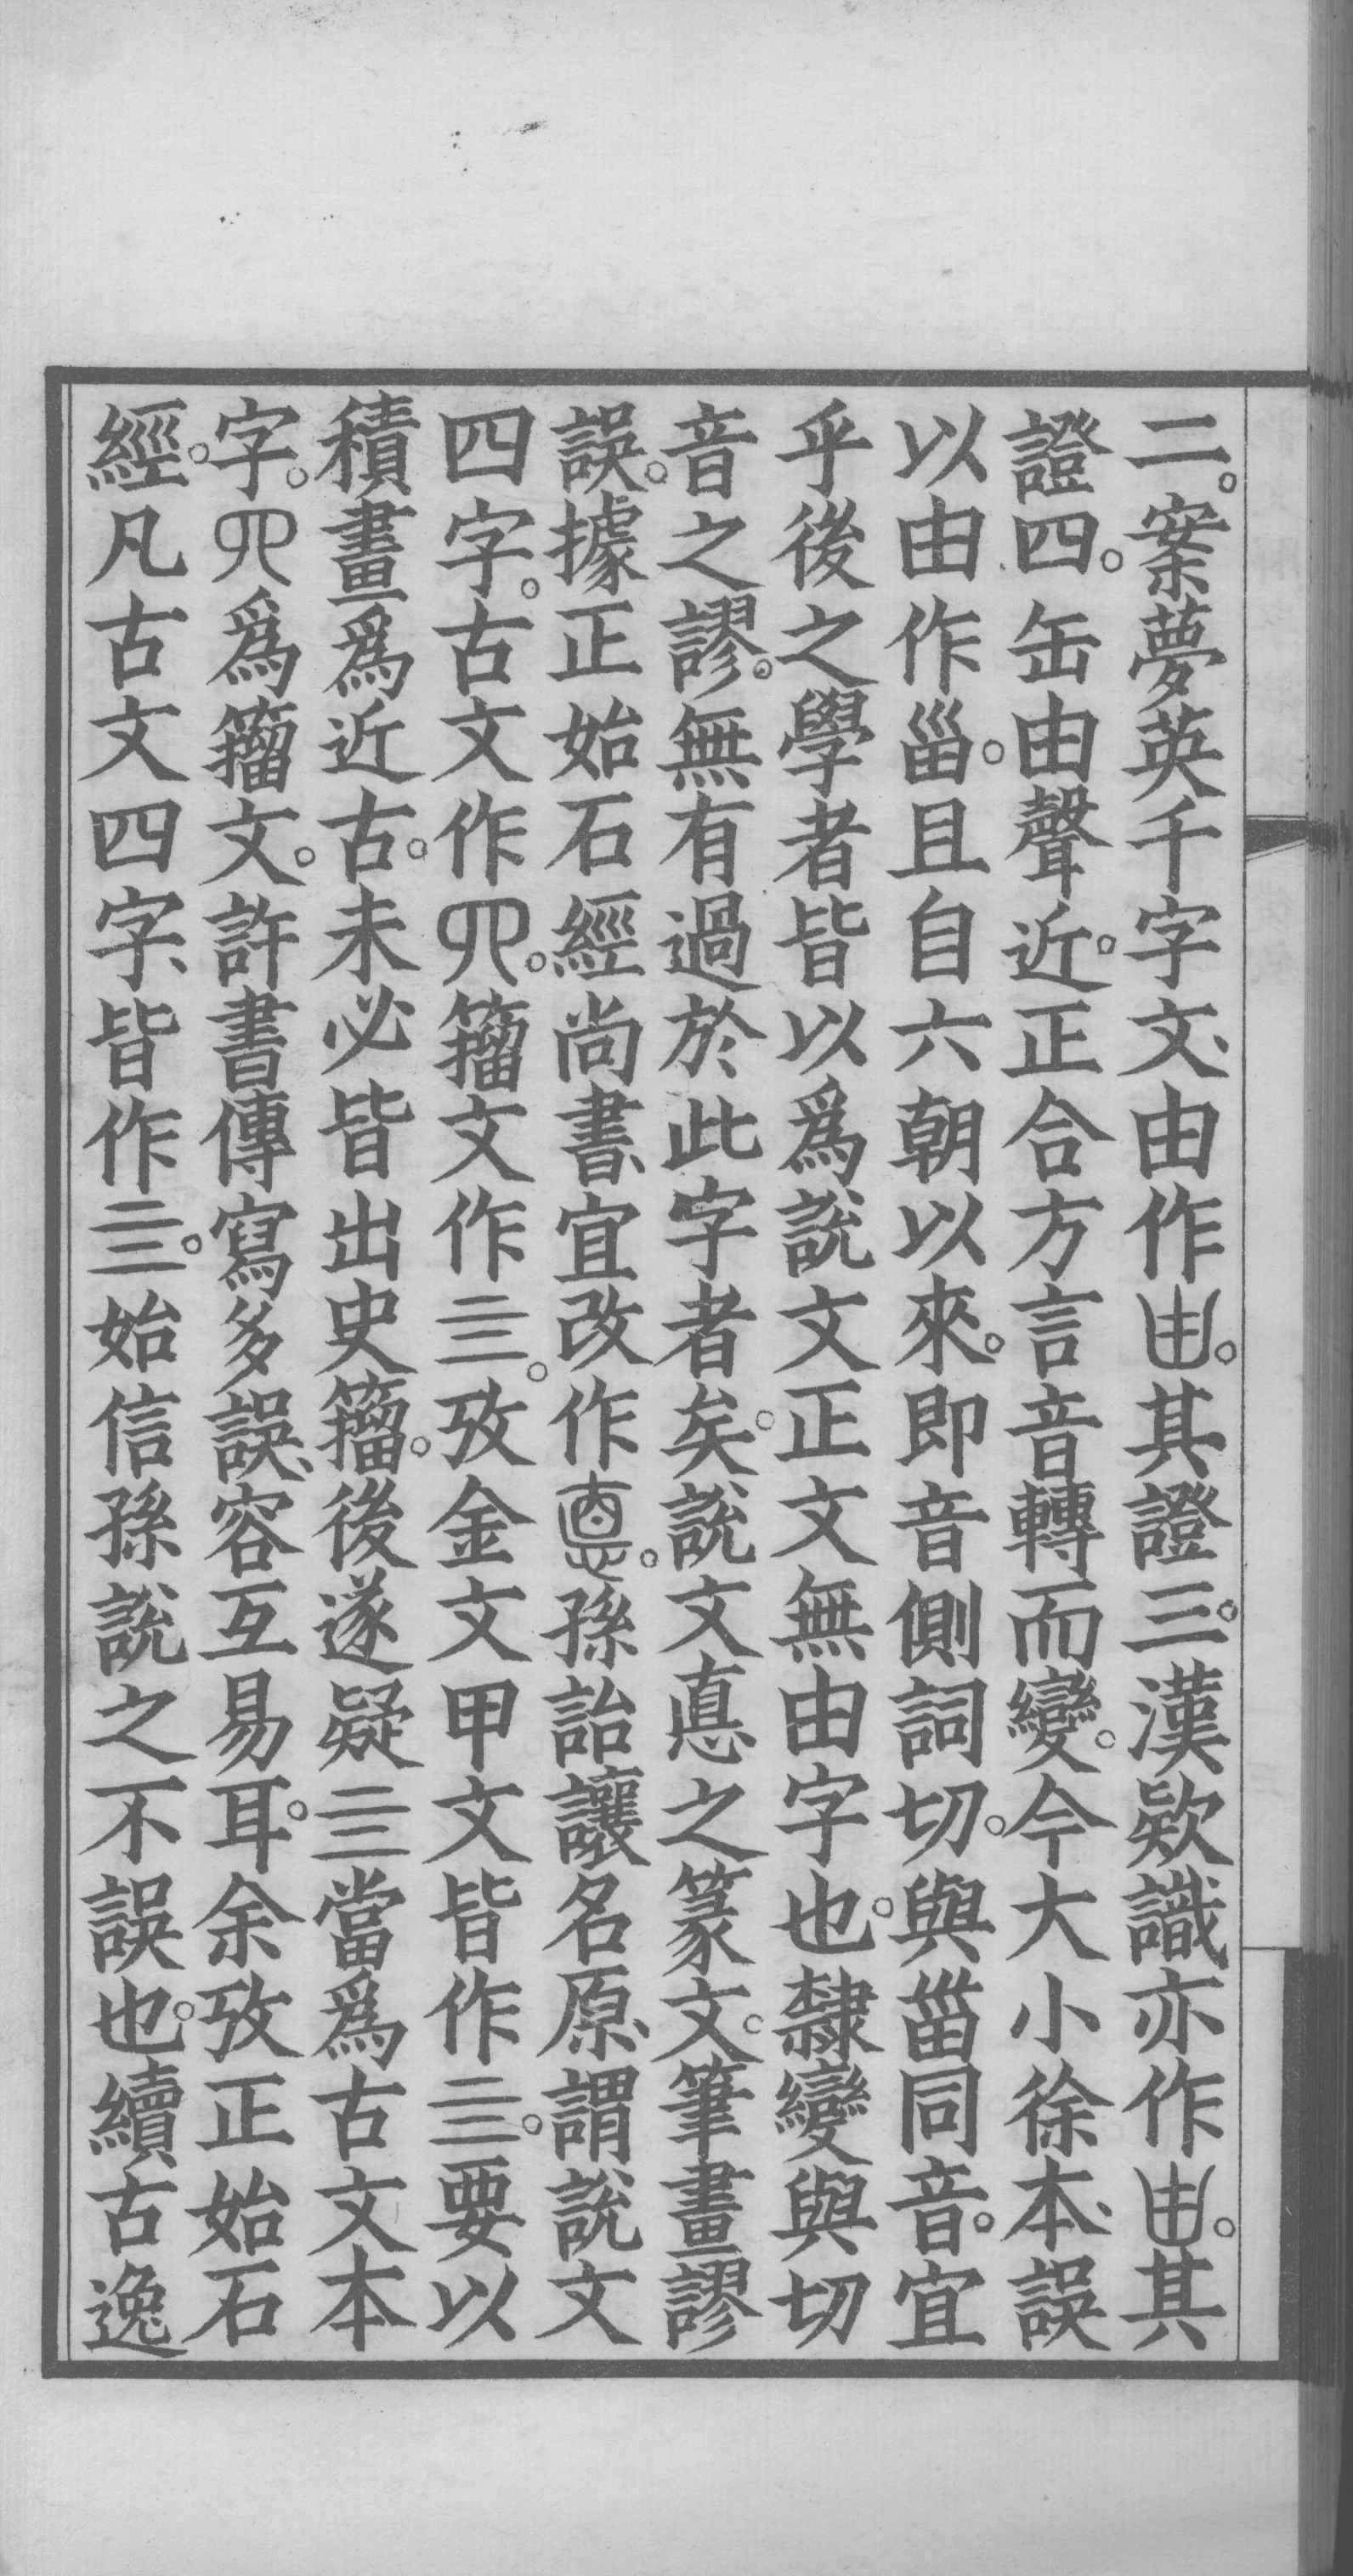 二。案夢英千字文、由作𠙹。其證三。漢欵識亦作𠙹。其
證四。缶由聲近。正合方言音轉而變。今大小徐本、誤
以由作甾。且自六朝以來。即音側詞切。與甾同音。宜
乎後之學者皆以爲說文正文無由字也。隸變與切
音之謬。無有過於此字者矣。說文悳之篆文。筆畫謬
誤。據正始石經尚書、宜改作。孫詒讓名原、謂說文
四字。古文作𦉭。籀文作亖。攷金文甲文皆作亖。要以
積畫爲近古。未必皆出史籀。後遂疑亖當爲古文本
字。𦉭爲籀文。許書傳寫多誤、容互易耳。余攷正始石
經。凡古文四字、皆作亖。始信孫說之不誤也。續古逸